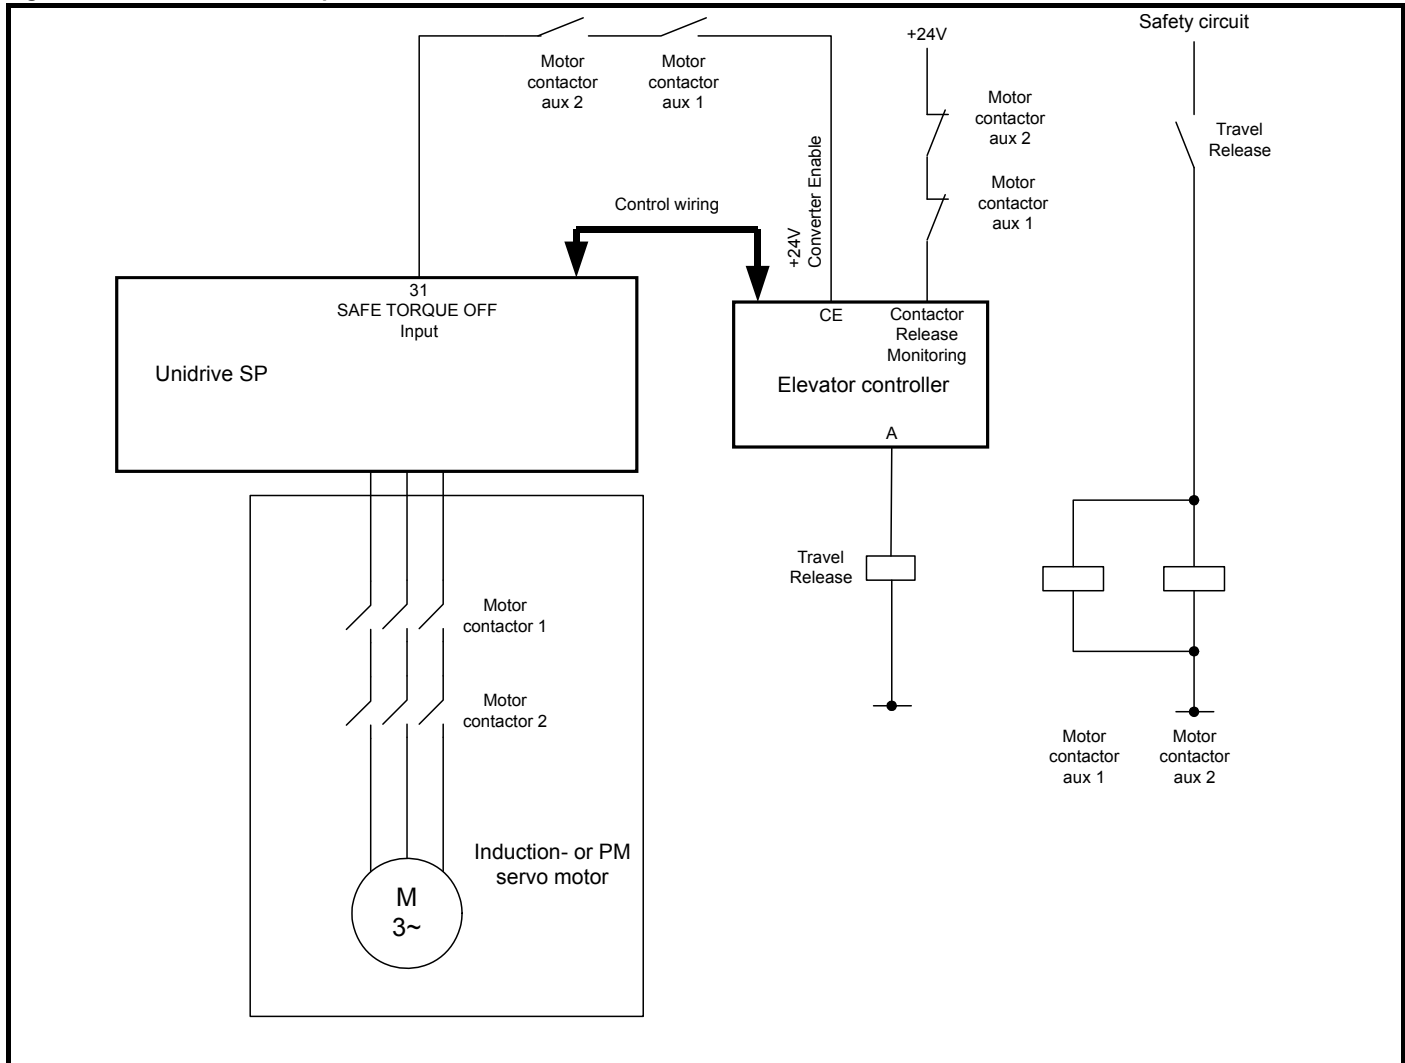 Safety circuit
+24V
Motor
contactor
aux 2
Motor
contactor
aux 1
Motor
contactor
aux 2
Travel
Release
Motor
contactor
aux 1
+24V
Converter Enable
Control wiring
31
SAFE TORQUE OFF
Input
Unidrive SP
CE
Contactor
Release
Monitoring
Elevator controller
A
Travel
Release
Motor
contactor 1
Motor
contactor 2
Motor
contactor
aux 1
Motor
contactor
aux 2
Induction- or PM
servo motor
M
3~